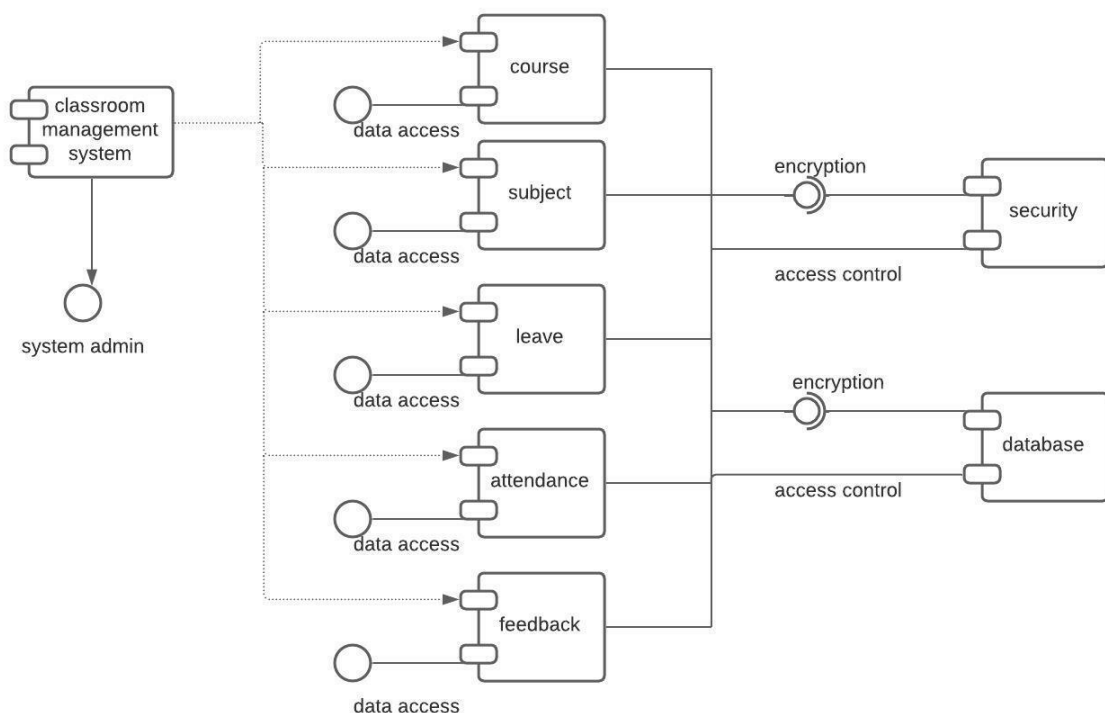 classroom
management
system
system admin
course
data access
subject
data access
leave
data access
attendance
data access
feedback
data access
encryption
security
access control
encryption
database
access control